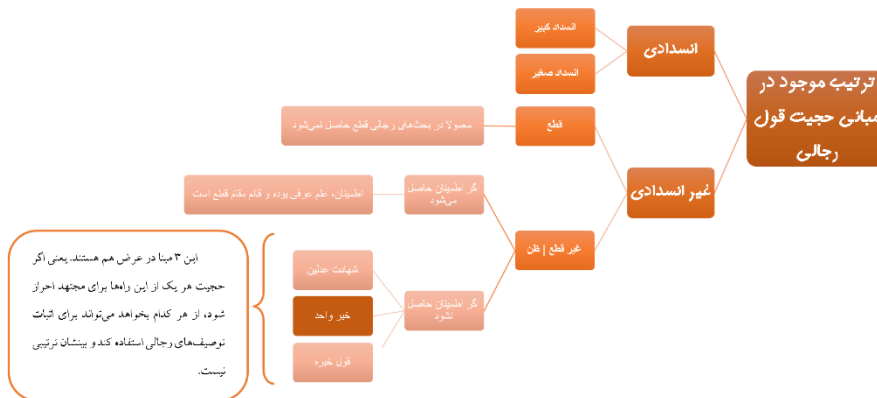 ترتیب موجود در
مبانی حجیت قول
رجالی
انسدادی
انسداد کبیر
انسداد صغیر
غیر انسدادی
قطع
معمولا در بحث‌های رجالی قطع حاصل نمی‌شود
غیر قطع | ظن
اگر اطمینان حاصل
می‌شود
اطمینان، علم عرفی بوده و قائم مقام قطع است
اگر اطمینان حاصل
نشود
شهادت عدلین
خبر واحد
قول خبره
این ۳ مبنا در عرض هم هستند. یعنی اگر
حجیت هر یک از این راه‌ها برای مجتهد احراز
شود، از هر کدام بخواهد می‌تواند برای اثبات
توصیف‌های رجالی استفاده کند و بینشان ترتیبی
نیست.